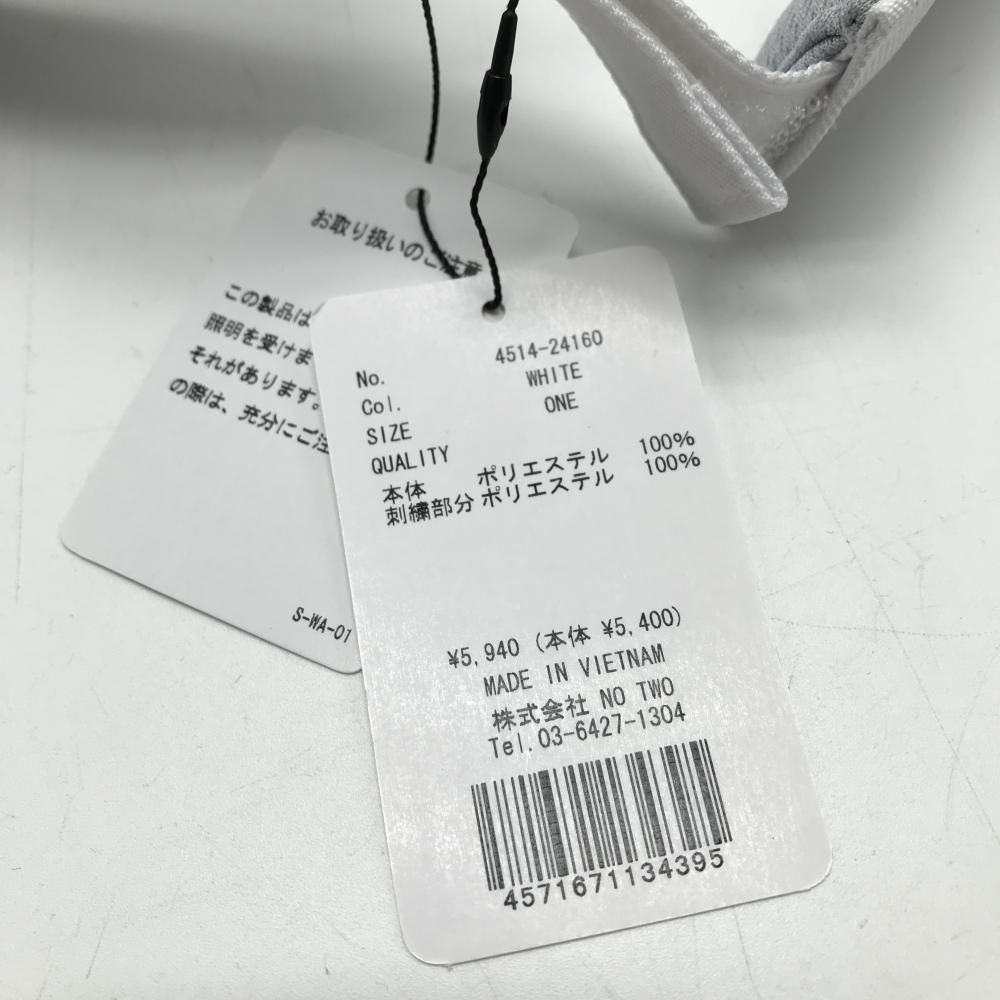 お取り扱いのご注意
この製品は
照明を受けま
それがあります。
の際は、充分にご注
S-WA-01
No. 4514-24160
Col. WHITE
SIZE ONE
QUALITY
本体 ポリエステル 100%
刺繍部分 ポリエステル 100%
¥5,940 (本体 ¥5,400)
MADE IN VIETNAM
株式会社 NO TWO
Tel.03-6427-1304
4571671134395